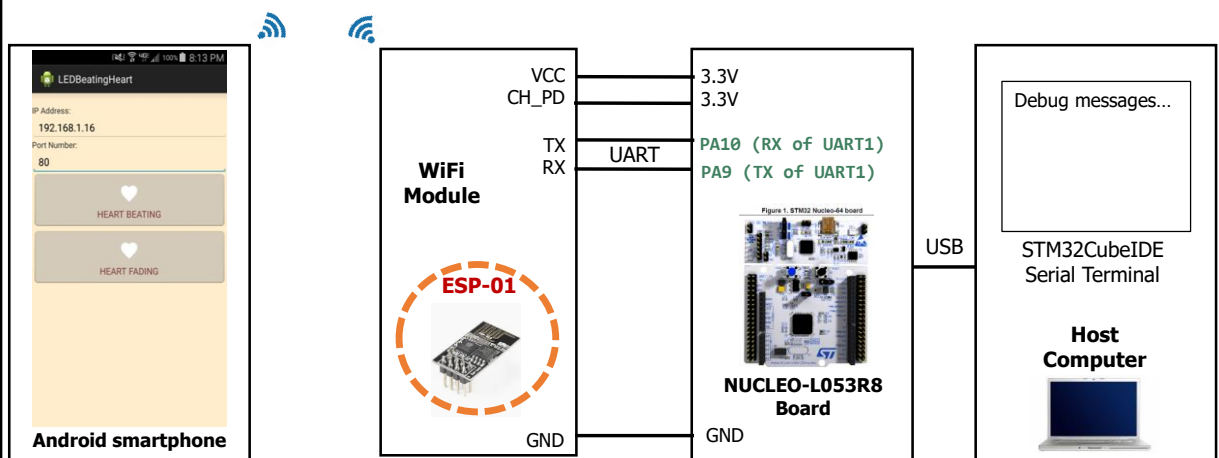 8:13 PM
100%
LEDBeatingHeart
IP Address:
192.168.1.16
Port Number:
80
HEART BEATING
HEART FADING
Android smartphone
VCC
CH_PD
TX
RX
WiFi
Module
ESP-01
GND
UART
3.3V
3.3V
PA10 (RX of UART1)
PA9 (TX of UART1)
Figure 1. STM32 Nucleo-64 board
NUCLEO-L053R8
Board
GND
USB
Debug messages...
STM32CubeIDE
Serial Terminal
Host
Computer